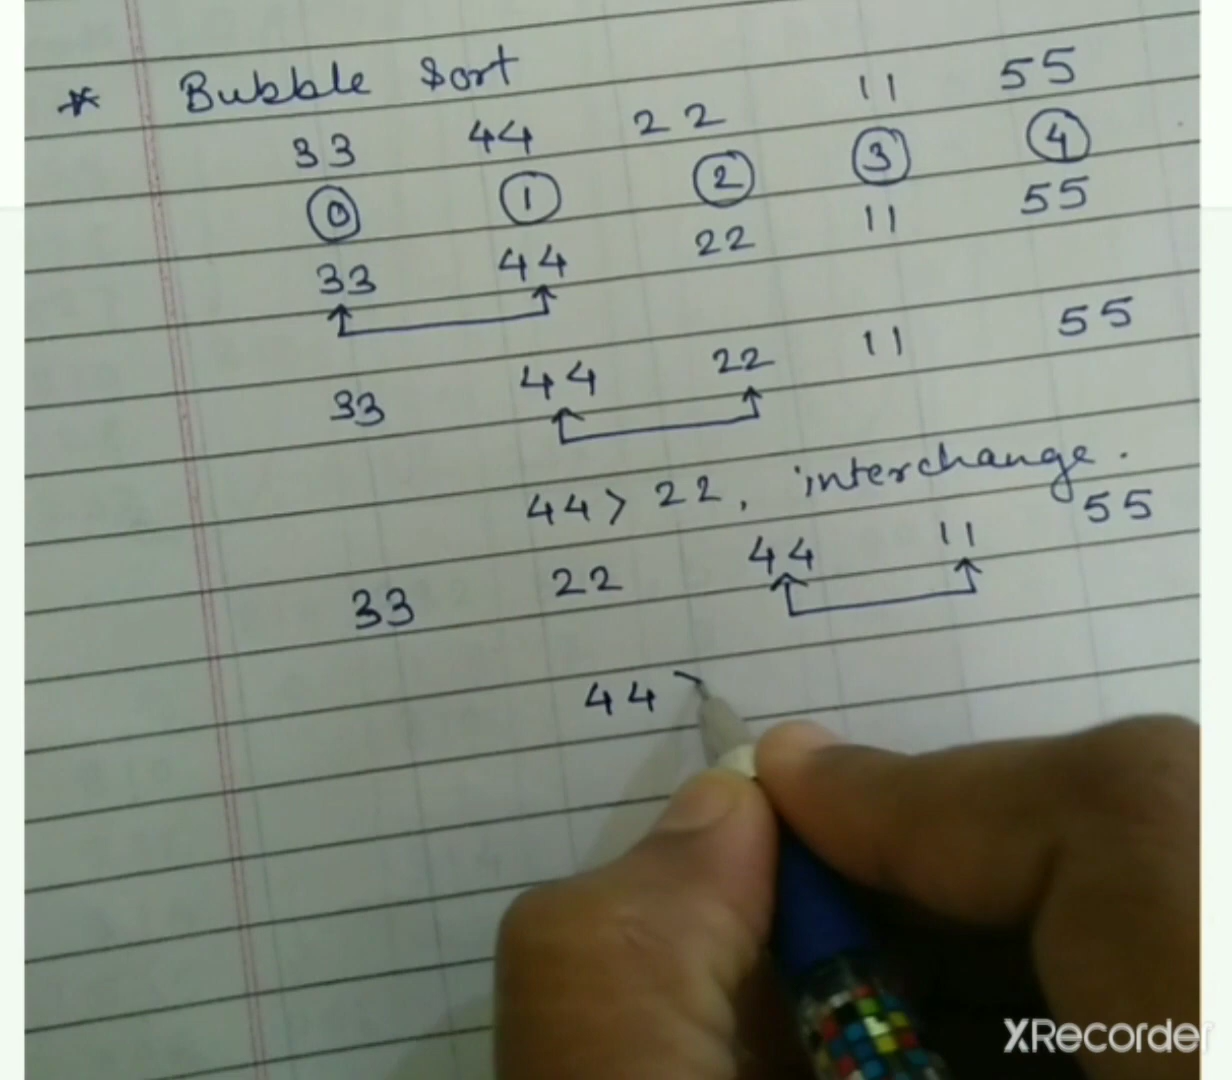 * Bubble Sort
33 44 22 11 55
0 1 2 3 4
33 44 22 11 55
33 44 22 11 55
44 > 22, interchange.
33 22 44 11 55
44
XRecorder